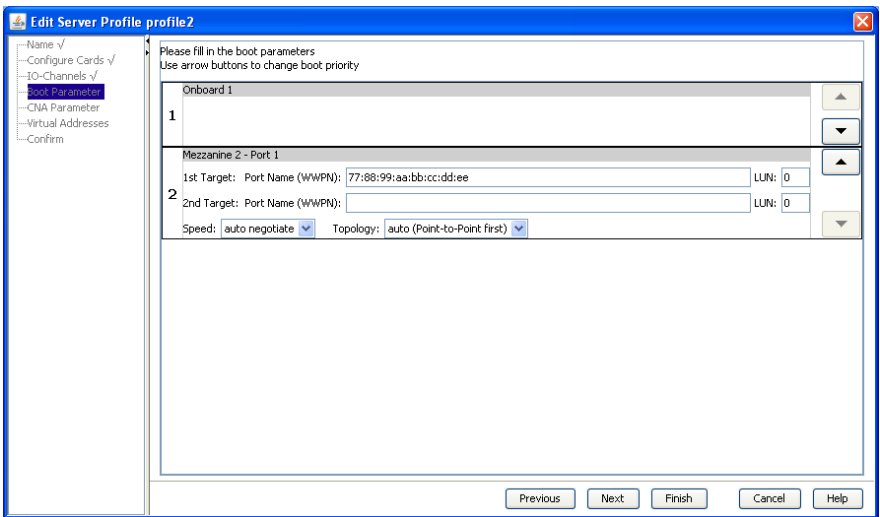 Edit Server Profile profile2
Name √
Configure Cards √
IO-Channels √
Boot Parameter
CNA Parameter
Virtual Addresses
Confirm
Please fill in the boot parameters
Use arrow buttons to change boot priority
1
Onboard 1
2
Mezzanine 2 - Port 1
1st Target: Port Name (WWPN): 77:88:99:aa:bb:cc:dd:ee LUN: 0
2nd Target: Port Name (WWPN): LUN: 0
Speed: auto negotiate Topology: auto (Point-to-Point first)
Previous Next Finish Cancel Help